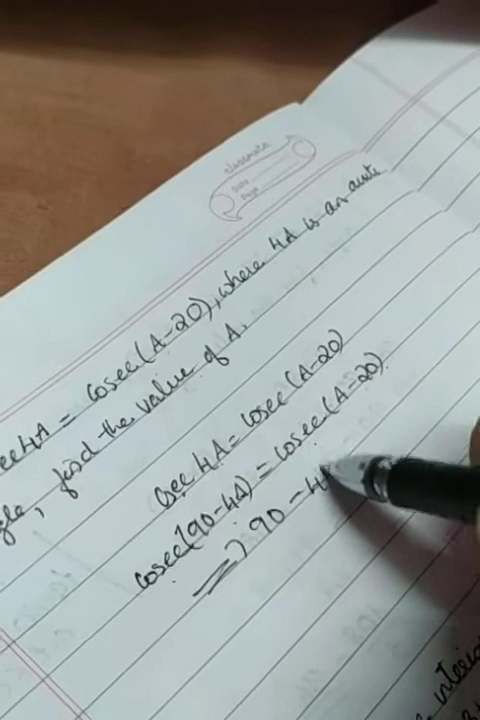 classmate
Date
Page
sec4A = cosec(A-20), where 4A is an acute
gle, find the value of A.
Sec 4A = cosec (A-20)
cosec(90-4A) = cosec(A-20)
=) 90-4